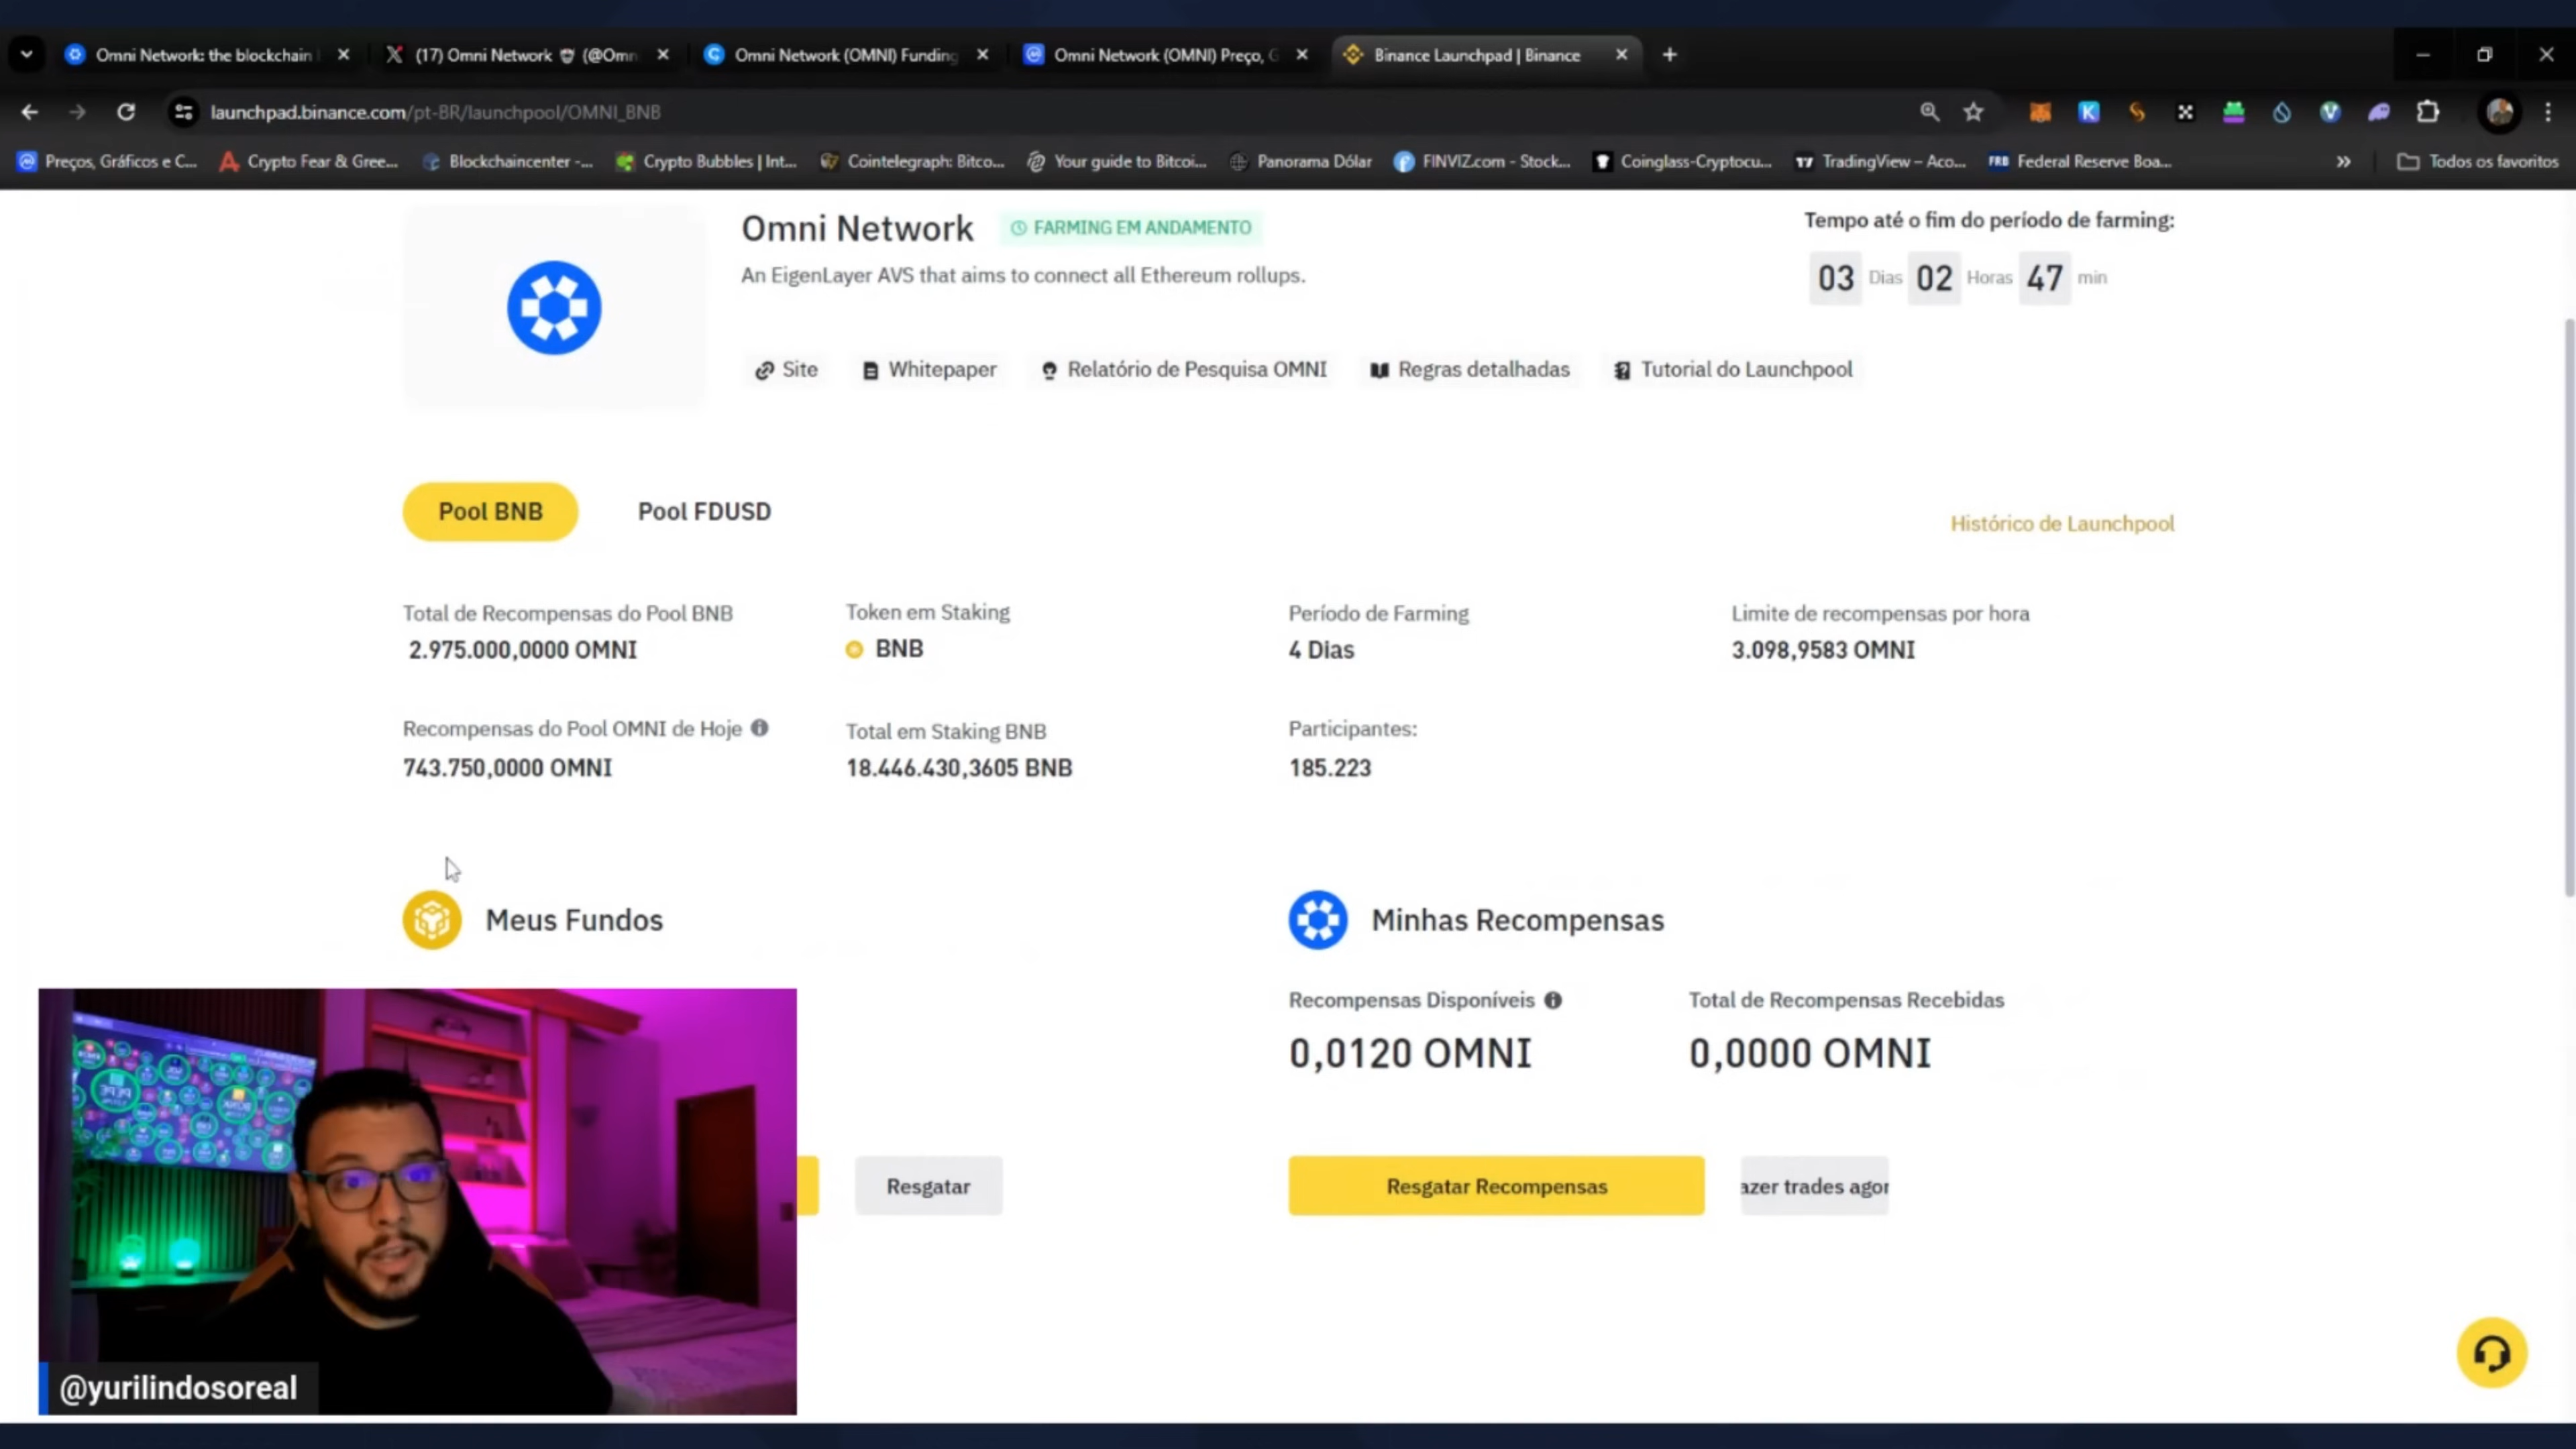 Omni Network: the blockchain
(17) Omni Network
(@Omn
Omni Network (OMNI) Funding
Omni Network (OMNI) Preço, G
Binance Launchpad | Binance
launchpad.binance.com/pt-BR/launchpool/OMNI_BNB
Preços, Gráficos e C...
Crypto Fear & Gree...
Blockchaincenter -...
Crypto Bubbles | Int...
Cointelegraph: Bitco...
Your guide to Bitcoi...
Panorama Dólar
FINVIZ.com - Stock...
Coinglass-Cryptocu...
TradingView – Aco...
FRB
Federal Reserve Boa...
Todos os favoritos
Omni Network
FARMING EM ANDAMENTO
An EigenLayer AVS that aims to connect all Ethereum rollups.
Tempo até o fim do período de farming:
03 Dias 02 Horas 47 min
Site
Whitepaper
Relatório de Pesquisa OMNI
Regras detalhadas
Tutorial do Launchpool
Pool BNB
Pool FDUSD
Histórico de Launchpool
Total de Recompensas do Pool BNB
2.975.000,0000 OMNI
Token em Staking
BNB
Período de Farming
4 Dias
Limite de recompensas por hora
3.098,9583 OMNI
Recompensas do Pool OMNI de Hoje
743.750,0000 OMNI
Total em Staking BNB
18.446.430,3605 BNB
Participantes:
185.223
Meus Fundos
Minhas Recompensas
Recompensas Disponíveis
0,0120 OMNI
Total de Recompensas Recebidas
0,0000 OMNI
Resgatar
Resgatar Recompensas
azer trades agor
@yurilindosoreal